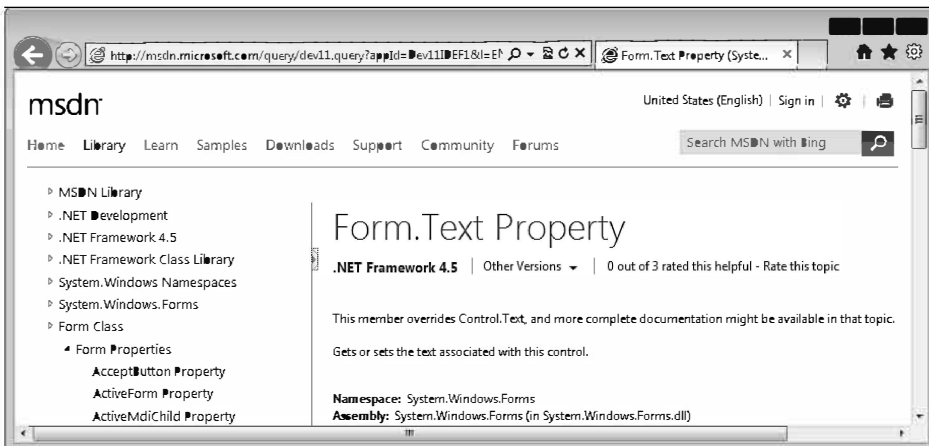 http://msdn.microsoft.com/query/dev11.query?appId=Dev11IDEF1&l=EN
Form.Text Property (Syste...
msdn
United States (English) | Sign in
Home Library Learn Samples Downloads Support Community Forums
Search MSDN with Bing
MSDN Library
.NET Development
.NET Framework 4.5
.NET Framework Class Library
System.Windows Namespaces
System.Windows.Forms
Form Class
Form Properties
AcceptButton Property
ActiveForm Property
ActiveMdiChild Property
Form.Text Property
.NET Framework 4.5 | Other Versions | 0 out of 3 rated this helpful - Rate this topic
This member overrides Control.Text, and more complete documentation might be available in that topic.
Gets or sets the text associated with this control.
Namespace: System.Windows.Forms
Assembly: System.Windows.Forms (in System.Windows.Forms.dll)